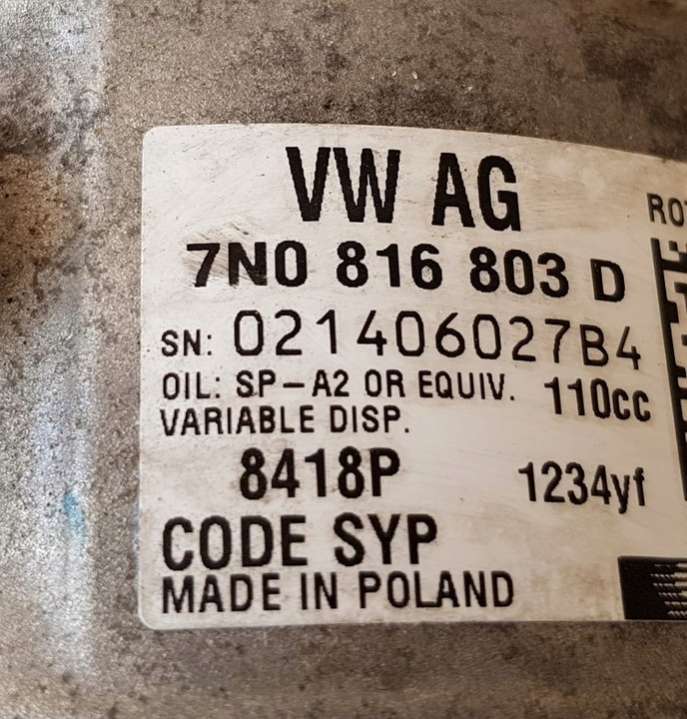 VW AG
7N0 816 803 D
SN: 021406027B4
OIL: SP-A2 OR EQUIV. 110cc
VARIABLE DISP.
8418P 1234yf
CODE SYP
MADE IN POLAND